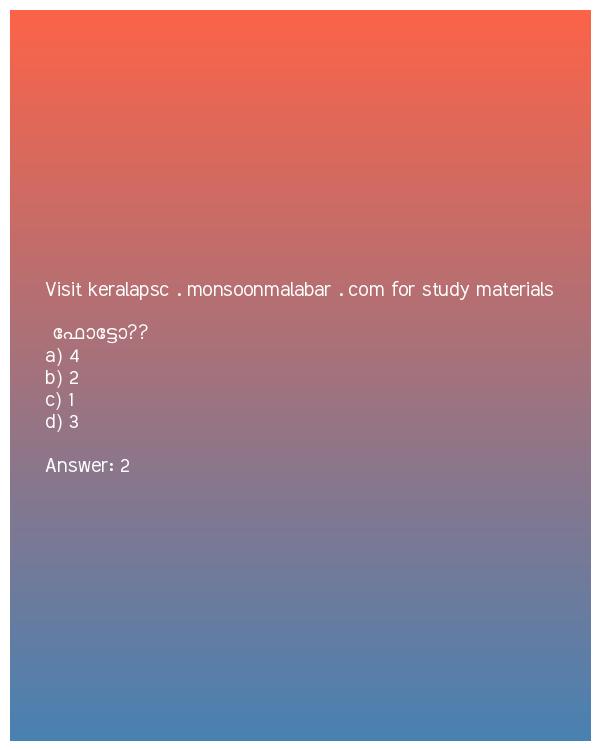 Visit keralapsc . monsoonmalabar . com for study materials
ഫോട്ടോ??
a) 4
b) 2
c) 1
d) 3
Answer: 2